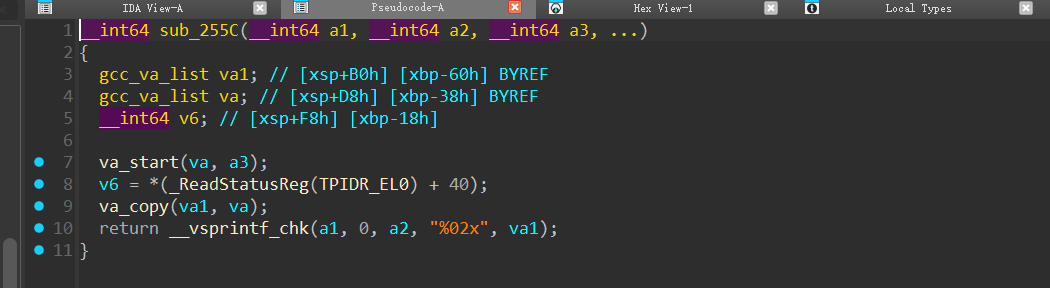 IDA View-A Pseudocode-A Hex View-1 Local Types
1 __int64 sub_255C(__int64 a1, __int64 a2, __int64 a3, ...)
2 {
3 gcc_va_list va1; // [xsp+B0h] [xbp-60h] BYREF
4 gcc_va_list va; // [xsp+D8h] [xbp-38h] BYREF
5 __int64 v6; // [xsp+F8h] [xbp-18h]
6
7 va_start(va, a3);
8 v6 = *(_ReadStatusReg(TPIDR_EL0) + 40);
9 va_copy(va1, va);
10 return __vsprintf_chk(a1, 0, a2, "%02x", va1);
11 }